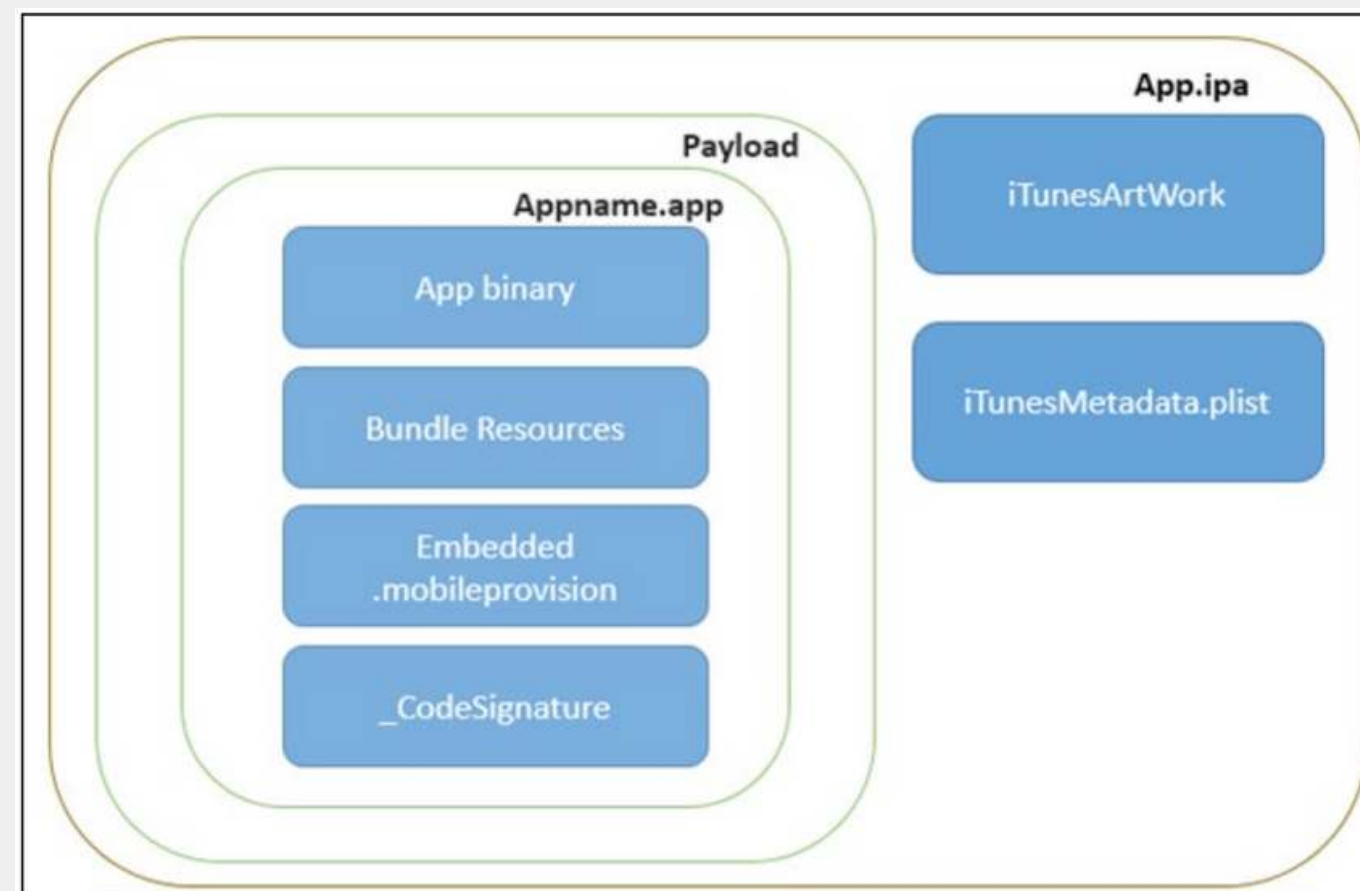 App.ipa
Payload
Appname.app
App binary
Bundle Resources
Embedded
.mobileprovision
_CodeSignature
iTunesArtWork
iTunesMetadata.plist